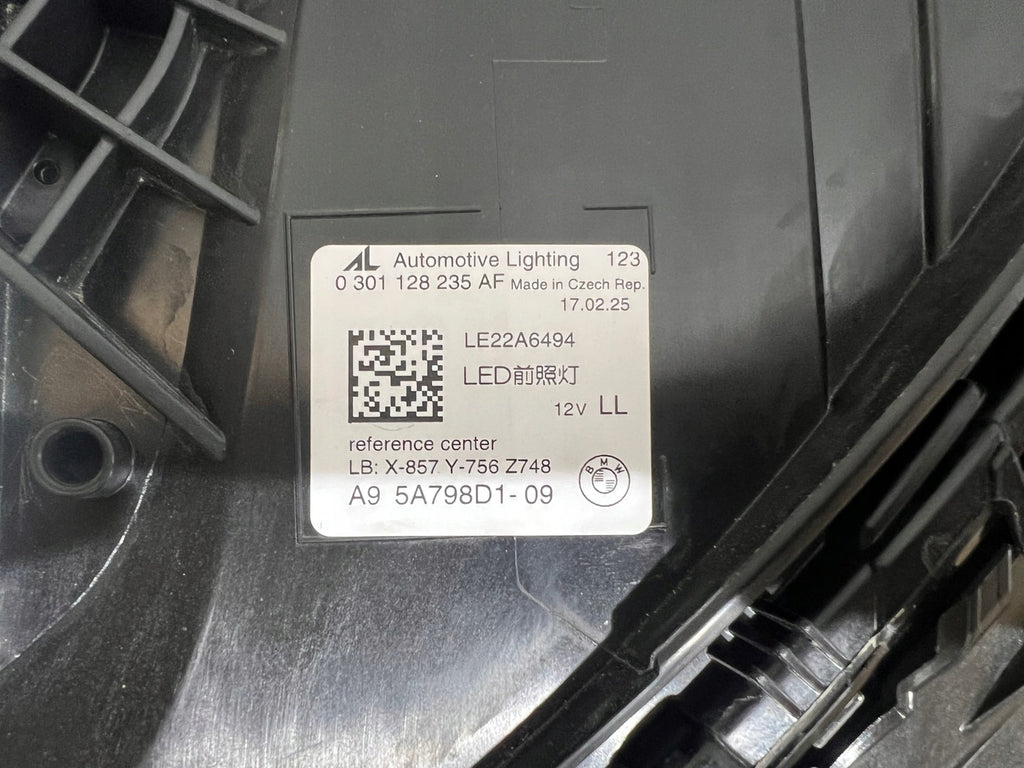 AL Automotive Lighting 123
0 301 128 235 AF Made in Czech Rep.
17.02.25
LE22A6494
LED前照灯
12V LL
reference center
LB: X-857 Y-756 Z748
A9 5A798D1- 09
BMW